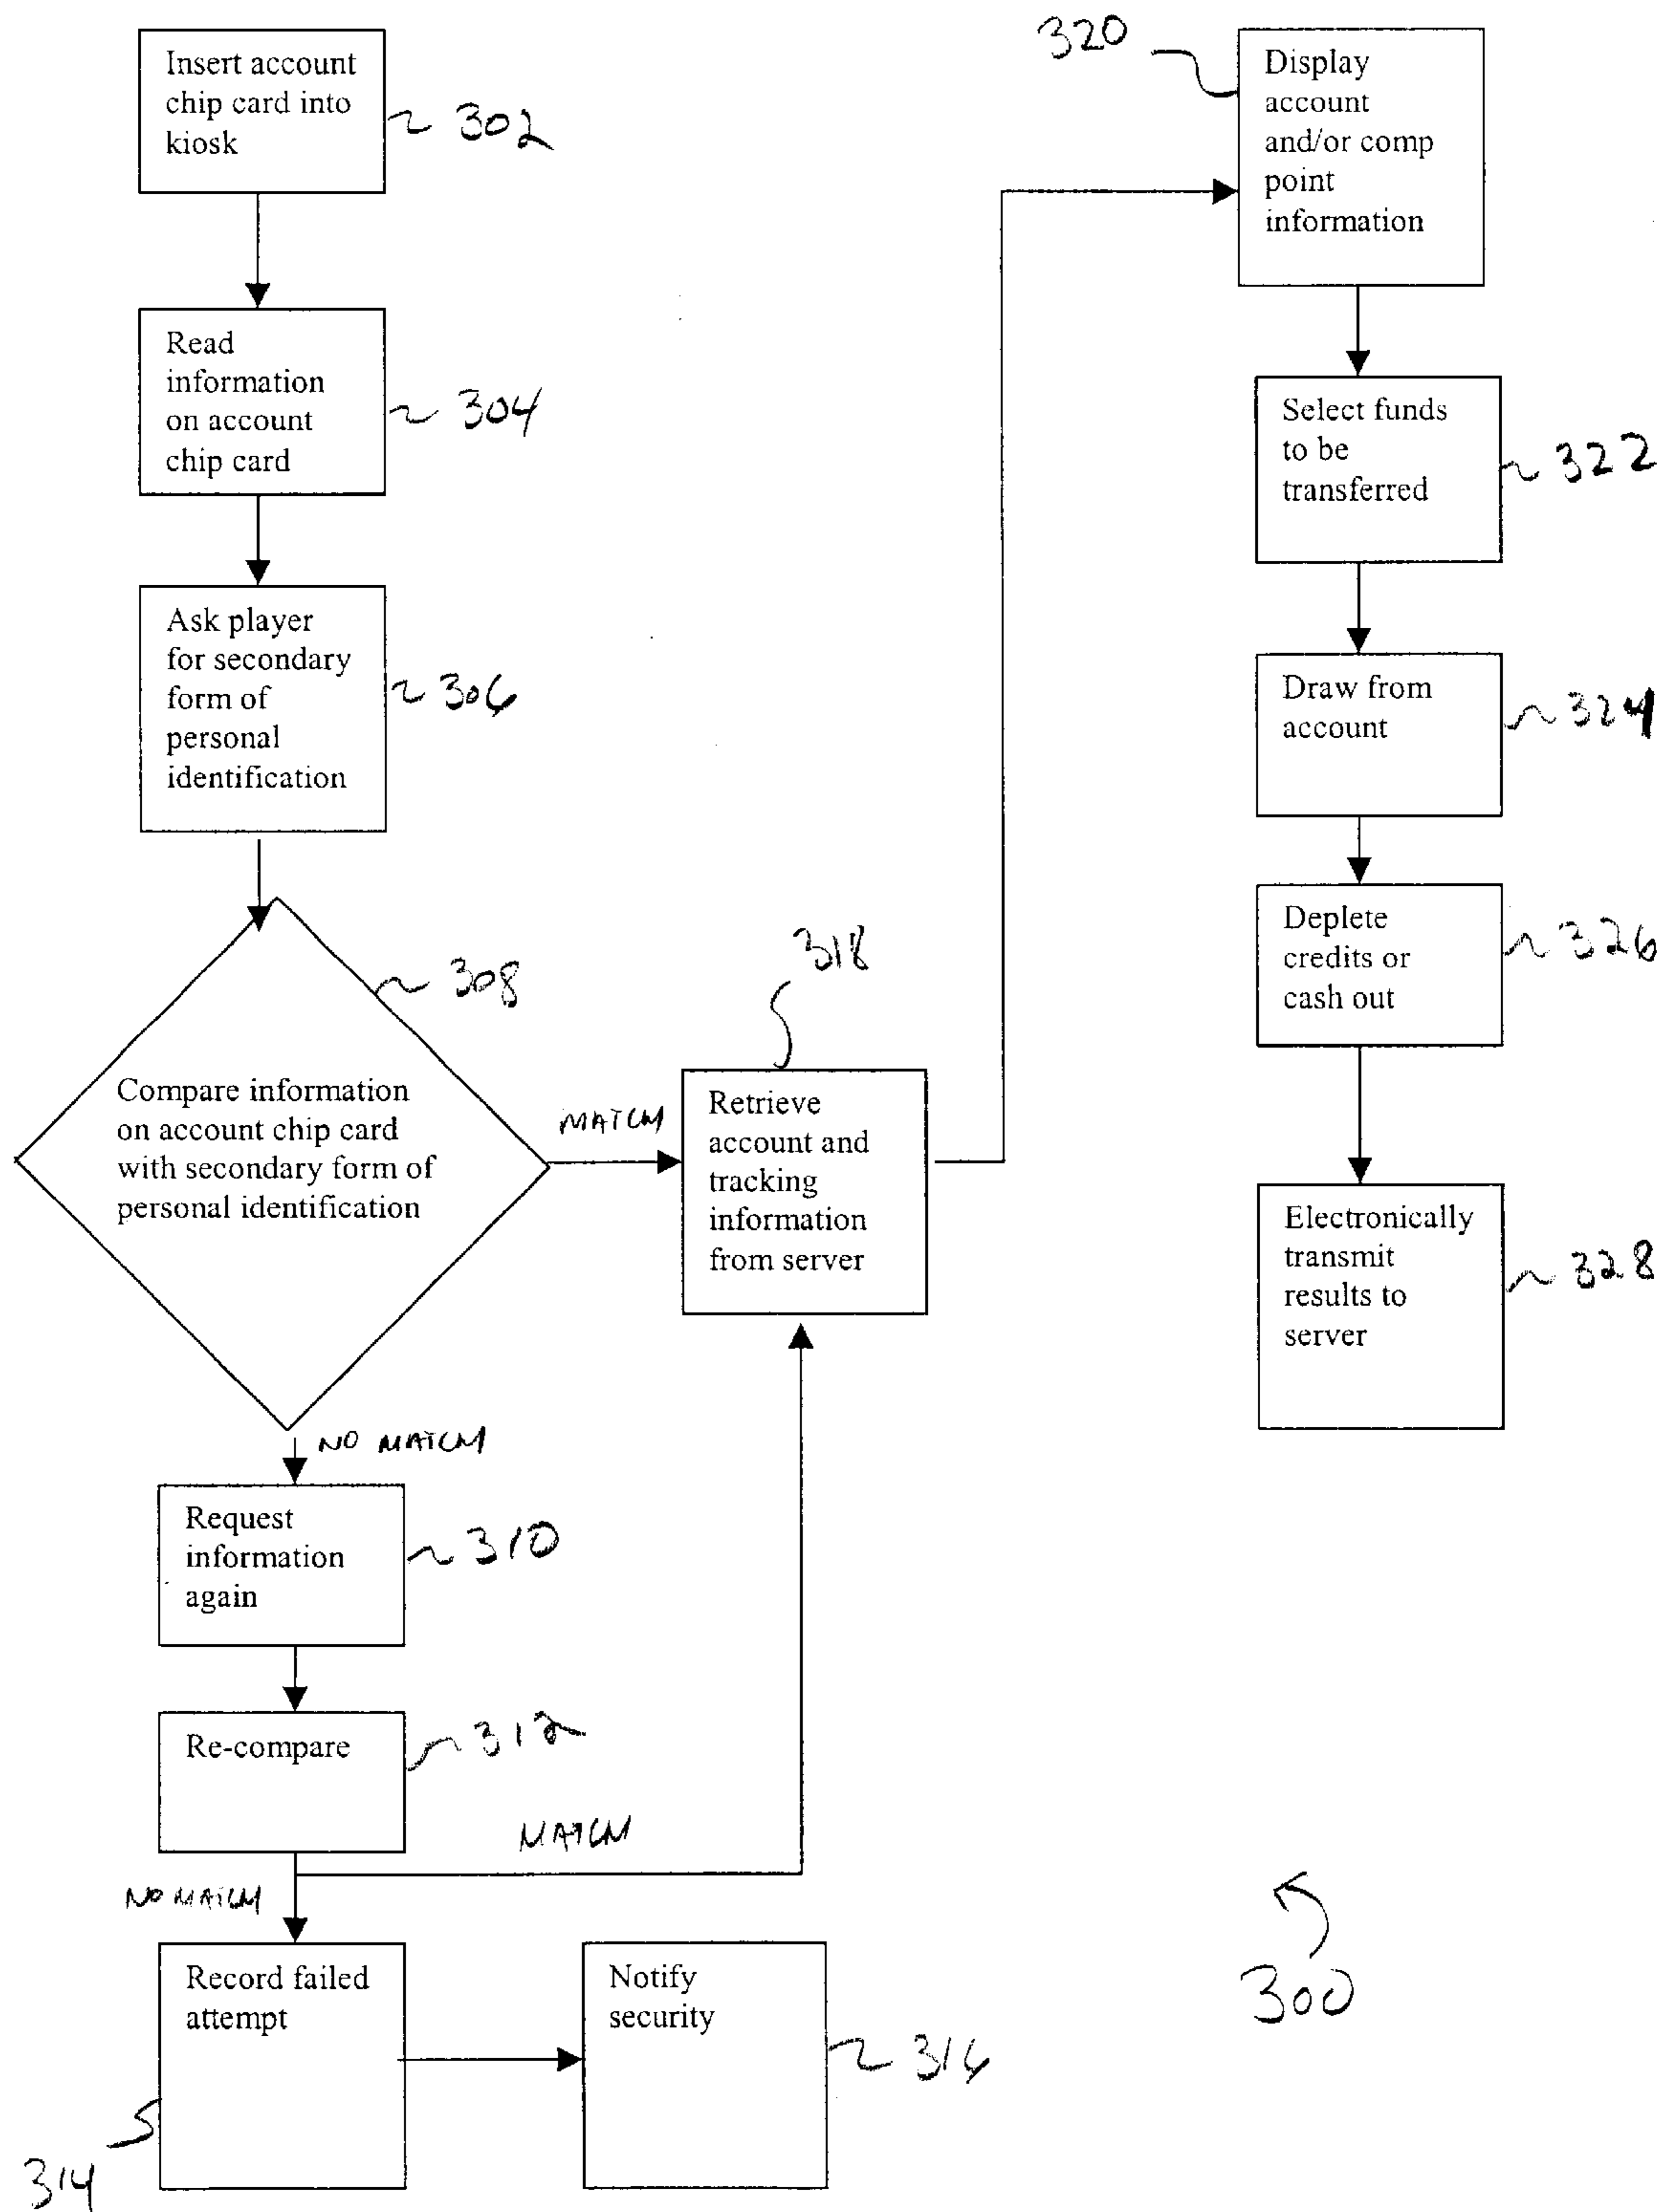 Insert account
chip card into
kiosk
302
Read
information
on account
chip card
304
Ask player
for secondary
form of
personal
identification
306
308
Compare information
on account chip card
with secondary form of
personal identification
MATCH
NO MATCH
Request
information
again
310
Re-compare
312
MATCH
NO MATCH
Record failed
attempt
314
Notify
security
316
318
Retrieve
account and
tracking
information
from server
320
Display
account
and/or comp
point
information
Select funds
to be
transferred
322
Draw from
account
324
Deplete
credits or
cash out
326
Electronically
transmit
results to
server
328
300